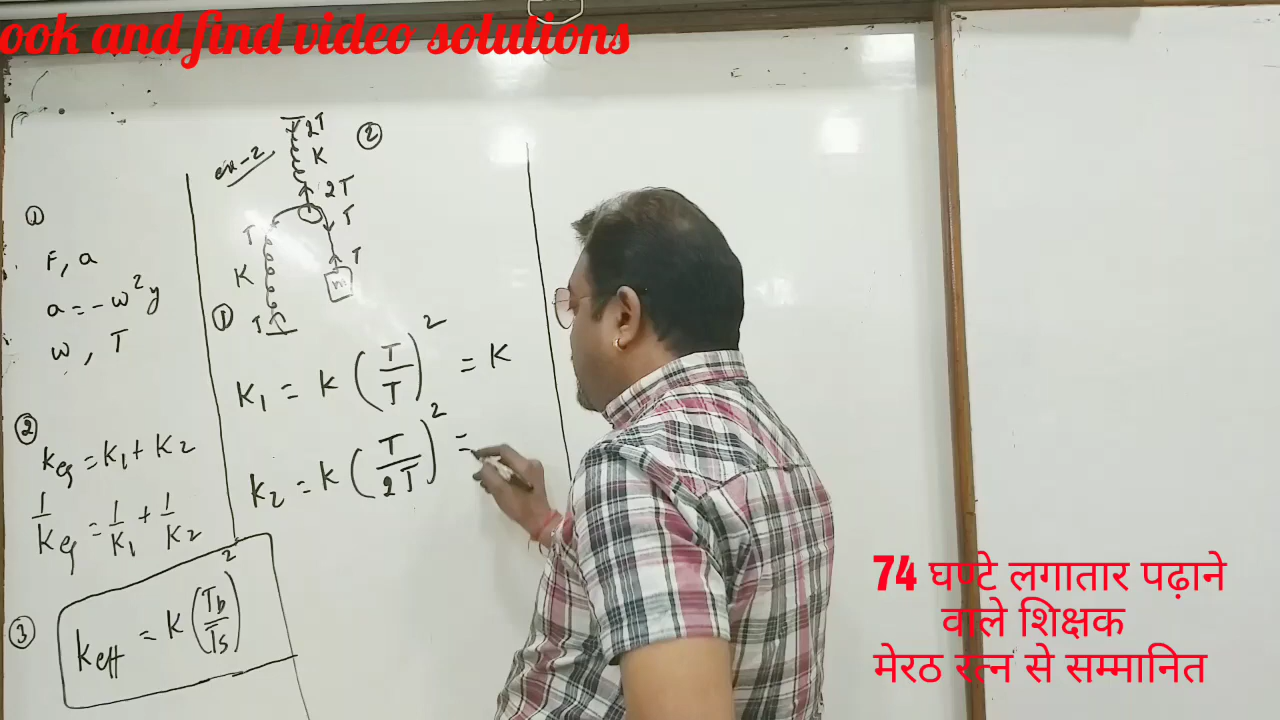 ook and find video solutions
①
F, a
a = -w²y
w, T
②
keq = K₁ + K₂
1/Keq = 1/K₁ + 1/K₂
③
Keff = K (Tb/Ts)²
ex-2
②
2T
K
2T
T
T
T
K
m
①
T
K₁ = K (T/T)² = K
K₂ = K (T/2T)² =
74 घण्टे लगातार पढ़ाने
वाले शिक्षक
मेरठ रत्न से सम्मानित